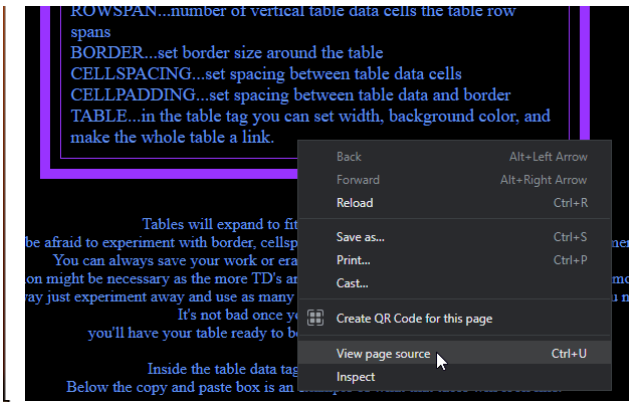 ROWSPAN...number of vertical table data cells the table row
spans
BORDER...set border size around the table
CELLSPACING...set spacing between table data cells
CELLPADDING...set spacing between table data and border
TABLE...in the table tag you can set width, background color, and
make the whole table a link.
Tables will expand to fit
be afraid to experiment with border, cellsp
You can always save your work or era
on might be necessary as the more TD's ar
ay just experiment away and use as many
It's not bad once yo
you'll have your table ready to be
Inside the table data tag
Below the copy and paste box is an
Back Alt+Left Arrow
Forward Alt+Right Arrow
Reload Ctrl+R
Save as... Ctrl+S
Print... Ctrl+P
Cast...
Create QR Code for this page
View page source Ctrl+U
Inspect